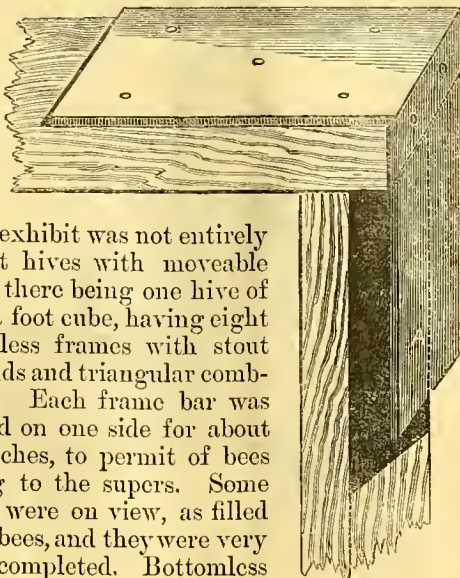 exhibit was not entirely
t hives with moveable
there being one hive of
foot cube, having eight
less frames with stout
ds and triangular comb-
Each frame bar was
d on one side for about
ches, to permit of bees
g to the supers. Some
were on view, as filled
bees, and they were very
completed. Bottomless